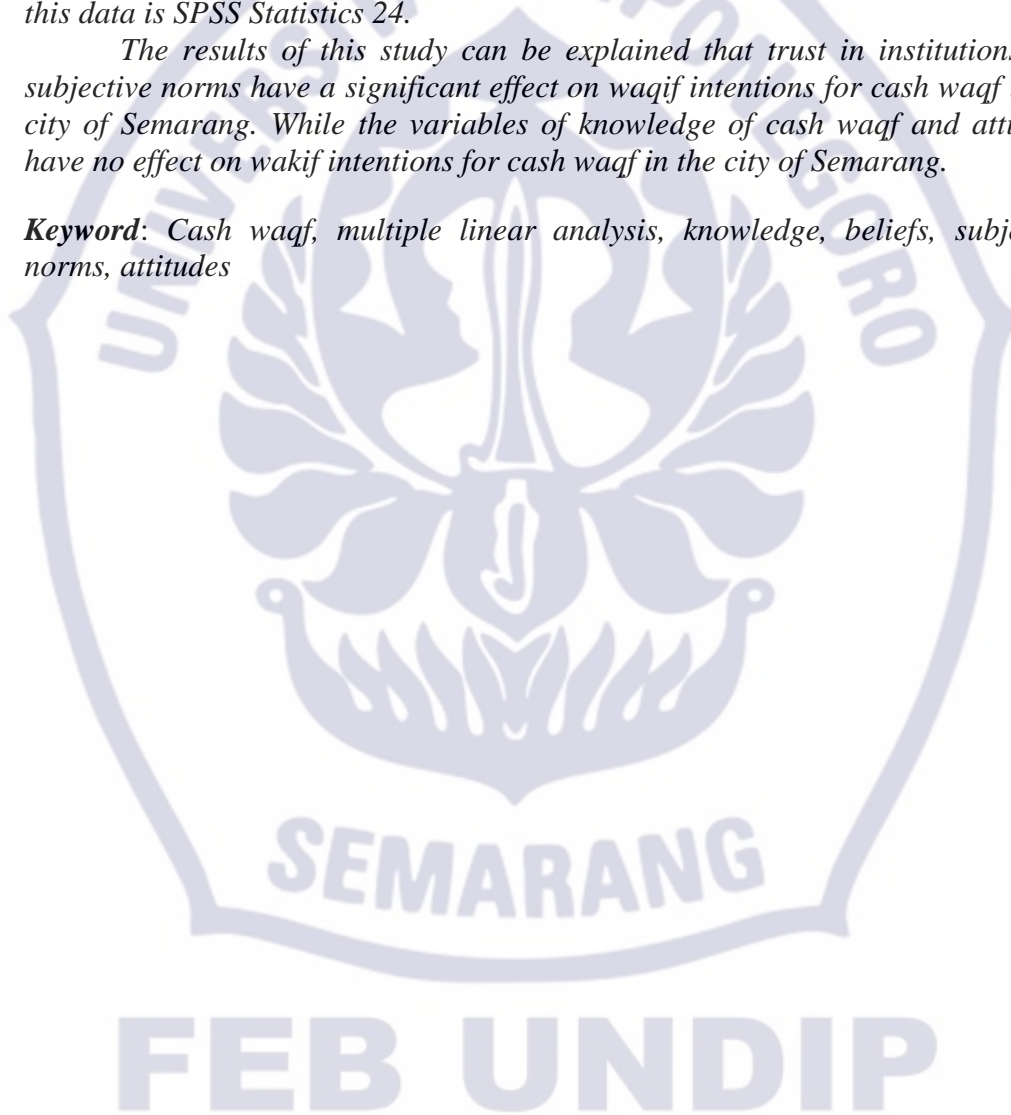 this data is SPSS Statistics 24.
The results of this study can be explained that trust in institutions
subjective norms have a significant effect on waqif intentions for cash waqf
city of Semarang. While the variables of knowledge of cash waqf and
have no effect on wakif intentions for cash waqf in the city of Semarang.
Keyword: Cash waqf, multiple linear analysis, knowledge, beliefs,
norms, attitudes
SEMARANG
FEB UNDIP